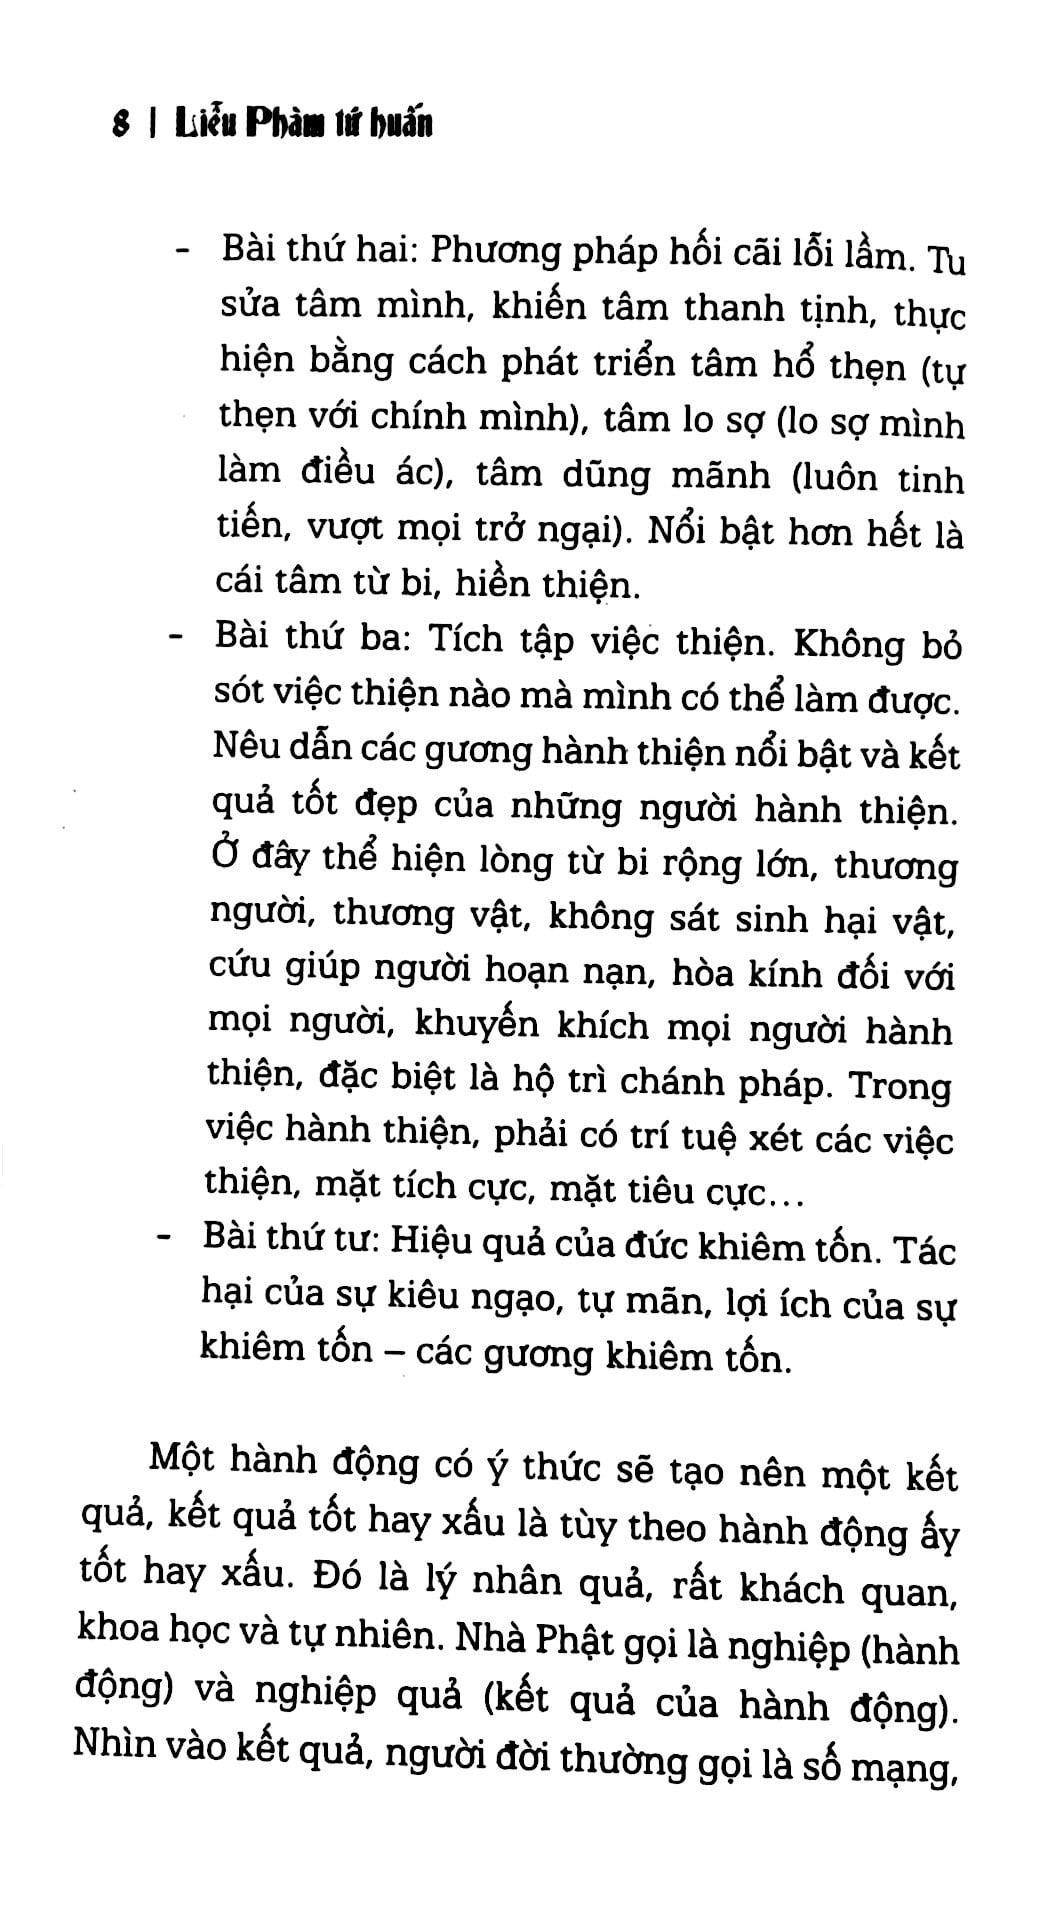 8 | Liễu Phàm tứ huấn
- Bài thứ hai: Phương pháp hối cãi lỗi lầm. Tu
sửa tâm mình, khiến tâm thanh tịnh, thực
hiện bằng cách phát triển tâm hổ thẹn (tự
thẹn với chính mình), tâm lo sợ (lo sợ mình
làm điều ác), tâm dũng mãnh (luôn tinh
tiến, vượt mọi trở ngại). Nổi bật hơn hết là
cái tâm từ bi, hiền thiện.
- Bài thứ ba: Tích tập việc thiện. Không bỏ
sót việc thiện nào mà mình có thể làm được.
Nêu dẫn các gương hành thiện nổi bật và kết
quả tốt đẹp của những người hành thiện.
Ở đây thể hiện lòng từ bi rộng lớn, thương
người, thương vật, không sát sinh hại vật,
cứu giúp người hoạn nạn, hòa kính đối với
mọi người, khuyến khích mọi người hành
thiện, đặc biệt là hộ trì chánh pháp. Trong
việc hành thiện, phải có trí tuệ xét các việc
thiện, mặt tích cực, mặt tiêu cực...
- Bài thứ tư: Hiệu quả của đức khiêm tốn. Tác
hại của sự kiêu ngạo, tự mãn, lợi ích của sự
khiêm tốn – các gương khiêm tốn.
Một hành động có ý thức sẽ tạo nên một kết
quả, kết quả tốt hay xấu là tùy theo hành động ấy
tốt hay xấu. Đó là lý nhân quả, rất khách quan,
khoa học và tự nhiên. Nhà Phật gọi là nghiệp (hành
động) và nghiệp quả (kết quả của hành động).
Nhìn vào kết quả, người đời thường gọi là số mạng,